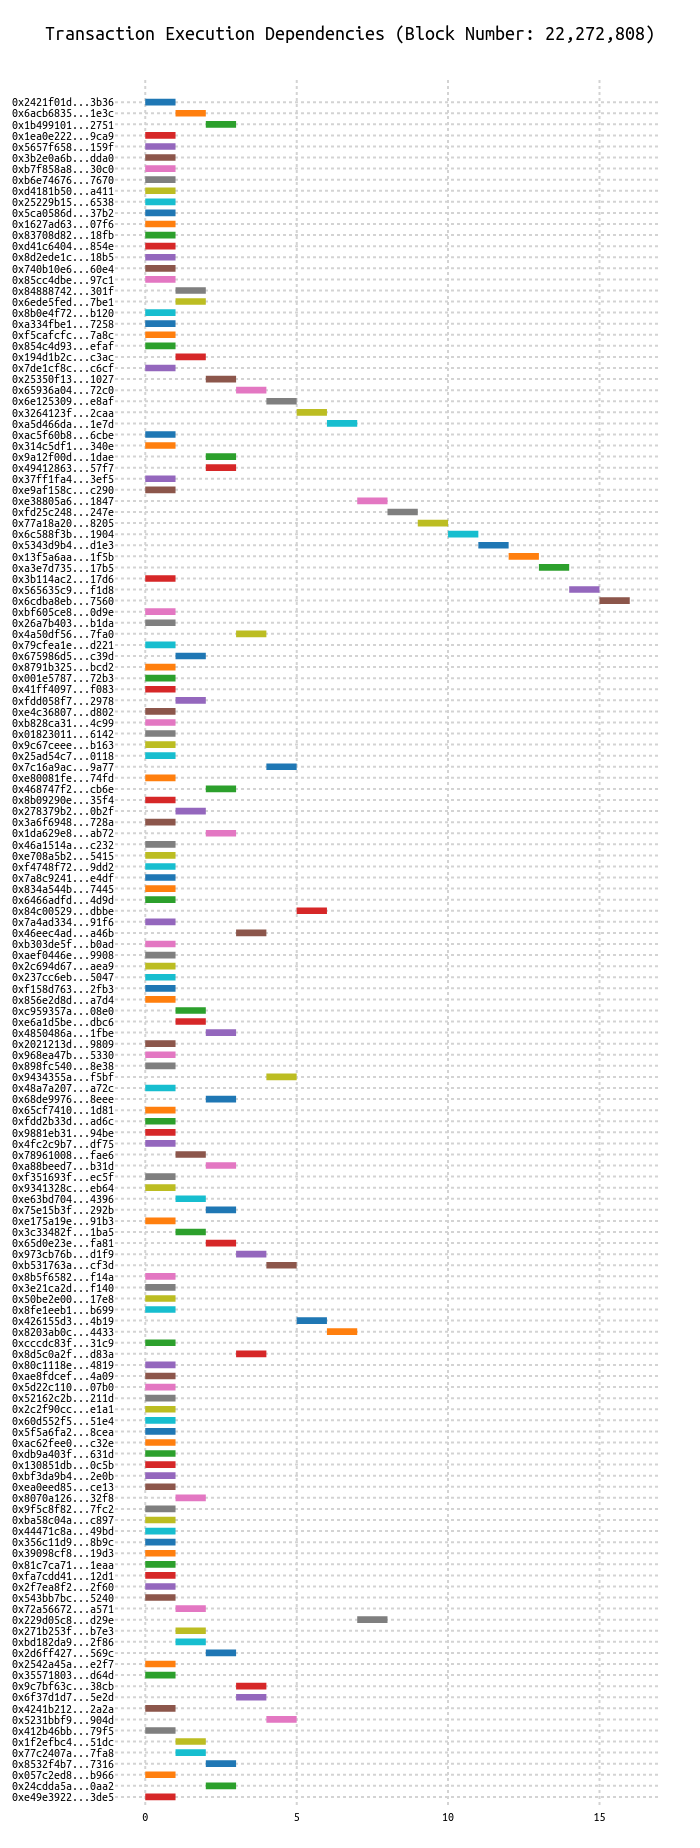 Transaction Execution Dependencies (Block Number: 22,272,808)
0x2421f01d...3b36
0x6acb6835...1e3c
0x1b499101...2751
0x1ea0e222...9ca9
0x5657f658...159f
0x3b2e0a6b...dda0
0xb7f858a8...30c0
0xb6e74676...7670
0xd4181b50...a411
0x25229b15...6538
0x5ca0586d...37b2
0x1627ad63...07f6
0x83708d82...18fb
0xd41c6404...854e
0x8d2ede1c...18b5
0x740b10e6...60e4
0x85cc4dbe...97c1
0x84888742...301f
0x6ede5fed...7be1
0x8b0e4f72...b120
0xa334fbe1...7258
0xf5cafcfc...7a8c
0x854c4d93...efaf
0x194d1b2c...c3ac
0x7de1cf8c...c6cf
0x25350f13...1027
0x65936a04...72c0
0x6e125309...e8af
0x3264123f...2caa
0xa5d466da...1e7d
0xac5f60b8...6cbe
0x314c5df1...340e
0x9a12f00d...1dae
0x49412863...57f7
0x37ff1fa4...3ef5
0xe9af158c...c290
0xe38805a6...1847
0xfd25c248...247e
0x77a18a20...8205
0x6c588f3b...1904
0x5343d9b4...d1e3
0x13f5a6aa...1f5b
0xa3e7d735...17b5
0x3b114ac2...17d6
0x565635c9...f1d8
0x6cdba8eb...7560
0xbf605ce8...0d9e
0x26a7b403...b1da
0x4a50df56...7fa0
0x79cfea1e...d221
0x675986d5...c39d
0x8791b325...bcd2
0x001e5787...72b3
0x41ff4097...f083
0xfdd058f7...2978
0xe4c36807...d802
0xb828ca31...4c99
0x01823011...6142
0x9c67ceee...b163
0x25ad54c7...0118
0x7c16a9ac...9a77
0xe80081fe...74fd
0x468747f2...cb6e
0x8b09290e...35f4
0x278379b2...0b2f
0x3a6f6948...728a
0x1da629e8...ab72
0x46a1514a...c232
0xe708a5b2...5415
0xf4748f72...9dd2
0x7a8c9241...e4df
0x834a544b...7445
0x6466adfd...4d9d
0x84c00529...dbbe
0x7a4ad334...91f6
0x46eec4ad...a46b
0xb303de5f...b0ad
0xaef0446e...9908
0x2c694d67...aea9
0x237cc6eb...5047
0xf158d763...2fb3
0x856e2d8d...a7d4
0xc959357a...08e0
0xe6a1d5be...dbc6
0x4850486a...1fbe
0x2021213d...9809
0x968ea47b...5330
0x898fc540...8e38
0x9434355a...f5bf
0x48a7a207...a72c
0x68de9976...8eee
0x65cf7410...1d81
0xfdd2b33d...ad6c
0x9881eb31...94be
0x4fc2c9b7...df75
0x78961008...fae6
0xa88beed7...b31d
0xf351693f...ec5f
0x9341328c...eb64
0xe63bd704...4396
0x75e15b3f...292b
0xe175a19e...91b3
0x3c33482f...1ba5
0x65d0e23e...fa81
0x973cb76b...d1f9
0xb531763a...cf3d
0x8b5f6582...f14a
0x3e21ca2d...f140
0x50be2e00...17e8
0x8fe1eeb1...b699
0x426155d3...4b19
0x8203ab0c...4433
0xcccdc83f...31c9
0x8d5c0a2f...d83a
0x80c1118e...4819
0xae8fdcef...4a09
0x5d22c110...07b0
0x52162c2b...211d
0x2c2f90cc...e1a1
0x60d552f5...51e4
0x5f5a6fa2...8cea
0xac62fee0...c32e
0xdb9a403f...631d
0x130851db...0c5b
0xbf3da9b4...2e0b
0xea0eed85...ce13
0x8070a126...32f8
0x9f5c8f82...7fc2
0xba58c04a...c897
0x44471c8a...49bd
0x356c11d9...8b9c
0x39098cf8...19d3
0x81c7ca71...1eaa
0xfa7cdd41...12d1
0x2f7ea8f2...2f60
0x543bb7bc...5240
0x72a56672...a571
0x229d05c8...d29e
0x271b253f...b7e3
0xbd182da9...2f86
0x2d6ff427...569c
0x2542a45a...e2f7
0x35571803...d64d
0x9c7bf63c...38cb
0x6f37d1d7...5e2d
0x4241b212...2a2a
0x5231bbf9...904d
0x412b46bb...79f5
0x1f2efbc4...51dc
0x77c2407a...7fa8
0x8532f4b7...7316
0x057c2ed8...b966
0x24cdda5a...0aa2
0xe49e3922...3de5
0 5 10 15